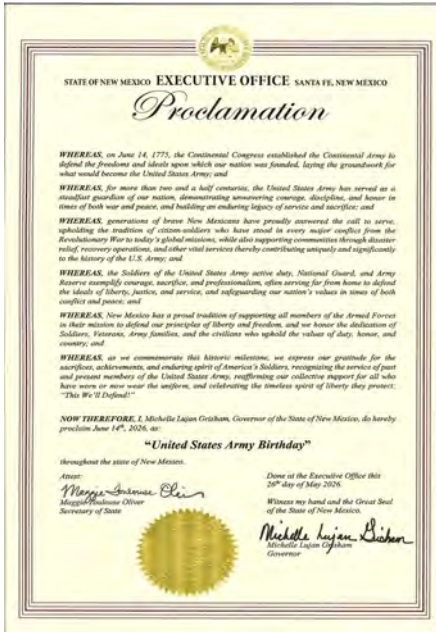 STATE OF NEW MEXICO EXECUTIVE OFFICE SANTA FE, NEW MEXICO
Proclamation
WHEREAS, on June 14, 1775, the Continental Congress established the Continental Army to
defend the freedoms and ideals upon which our nation was founded, laying the groundwork for
what would become the United States Army; and
WHEREAS, for more than two and a half centuries, the United States Army has served as a
steadfast guardian of our nation, demonstrating unwavering courage, discipline, and honor in
times of both war and peace, and building an enduring legacy of service and sacrifice; and
WHEREAS, generations of brave New Mexicans have proudly answered the call to serve,
upholding the tradition of citizen-soldiers who have stood in every major conflict from the
Revolutionary War to today's global missions, while also supporting communities through disaster
relief, recovery operations, and other vital services thereby contributing uniquely and significantly
to the history of the U.S. Army; and
WHEREAS, the Soldiers of the United States Army active duty, National Guard, and Army
Reserve exemplify courage, sacrifice, and professionalism, often serving far from home to defend
the ideals of liberty, justice, and service, and safeguarding our nation's values in times of both
conflict and peace; and
WHEREAS, New Mexico has a proud tradition of supporting all members of the Armed Forces
in their mission to defend our principles of liberty and freedom, and we honor the dedication of
Soldiers, Veterans, Army families, and the civilians who uphold the values of duty, honor, and
country; and
WHEREAS, as we commemorate this historic milestone, we express our gratitude for the
sacrifices, achievements, and enduring spirit of America's Soldiers, recognizing the service of past
and present members of the United States Army, reaffirming our collective support for all who
have worn or now wear the uniform, and celebrating the timeless spirit of liberty they protect:
"This We'll Defend!"
NOW THEREFORE, I, Michelle Lujan Grisham, Governor of the State of New Mexico, do hereby
proclaim June 14th, 2026, as:
"United States Army Birthday"
throughout the state of New Mexico.
Attest:
Maggie Toulouse Oliver
Maggie Toulouse Oliver
Secretary of State
Done at the Executive Office this
26th day of May 2026.
Witness my hand and the Great Seal
of the State of New Mexico.
Michelle Lujan Grisham
Michelle Lujan Grisham
Governor